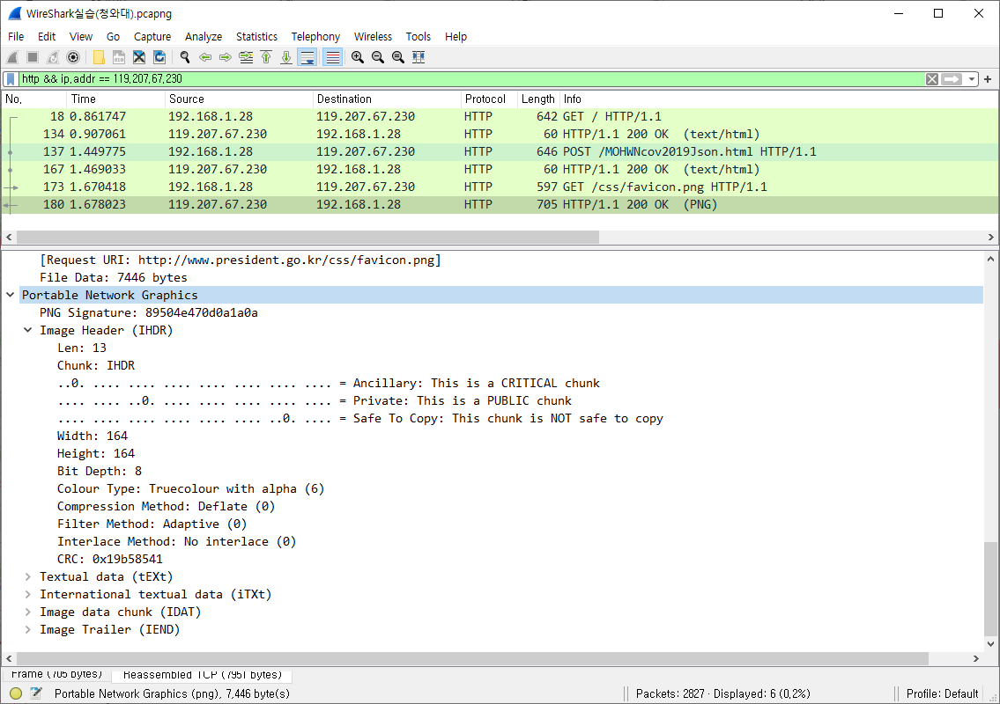 WireShark실습(청와대).pcapng
File Edit View Go Capture Analyze Statistics Telephony Wireless Tools Help
http && ip.addr == 119.207.67.230
No. Time Source Destination Protocol Length Info
18 0.861747 192.168.1.28 119.207.67.230 HTTP 642 GET / HTTP/1.1
134 0.907061 119.207.67.230 192.168.1.28 HTTP 60 HTTP/1.1 200 OK (text/html)
137 1.449775 192.168.1.28 119.207.67.230 HTTP 646 POST /MOHWNcov2019Json.html HTTP/1.1
167 1.469033 119.207.67.230 192.168.1.28 HTTP 60 HTTP/1.1 200 OK (text/html)
173 1.670418 192.168.1.28 119.207.67.230 HTTP 597 GET /css/favicon.png HTTP/1.1
180 1.678023 119.207.67.230 192.168.1.28 HTTP 705 HTTP/1.1 200 OK (PNG)
[Request URI: http://www.president.go.kr/css/favicon.png]
File Data: 7446 bytes
Portable Network Graphics
PNG Signature: 89504e470d0a1a0a
Image Header (IHDR)
Len: 13
Chunk: IHDR
..0. .... .... .... .... .... .... .... = Ancillary: This is a CRITICAL chunk
.... .... ..0. .... .... .... .... .... = Private: This is a PUBLIC chunk
.... .... .... .... .... .... ..0. .... = Safe To Copy: This chunk is NOT safe to copy
Width: 164
Height: 164
Bit Depth: 8
Colour Type: Truecolour with alpha (6)
Compression Method: Deflate (0)
Filter Method: Adaptive (0)
Interlace Method: No interlace (0)
CRC: 0x19b58541
Textual data (tEXt)
International textual data (iTXt)
Image data chunk (IDAT)
Image Trailer (IEND)
Frame (705 bytes) Reassembled TCP (7951 bytes)
Portable Network Graphics (png), 7,446 byte(s) Packets: 2827 · Displayed: 6 (0.2%) Profile: Default